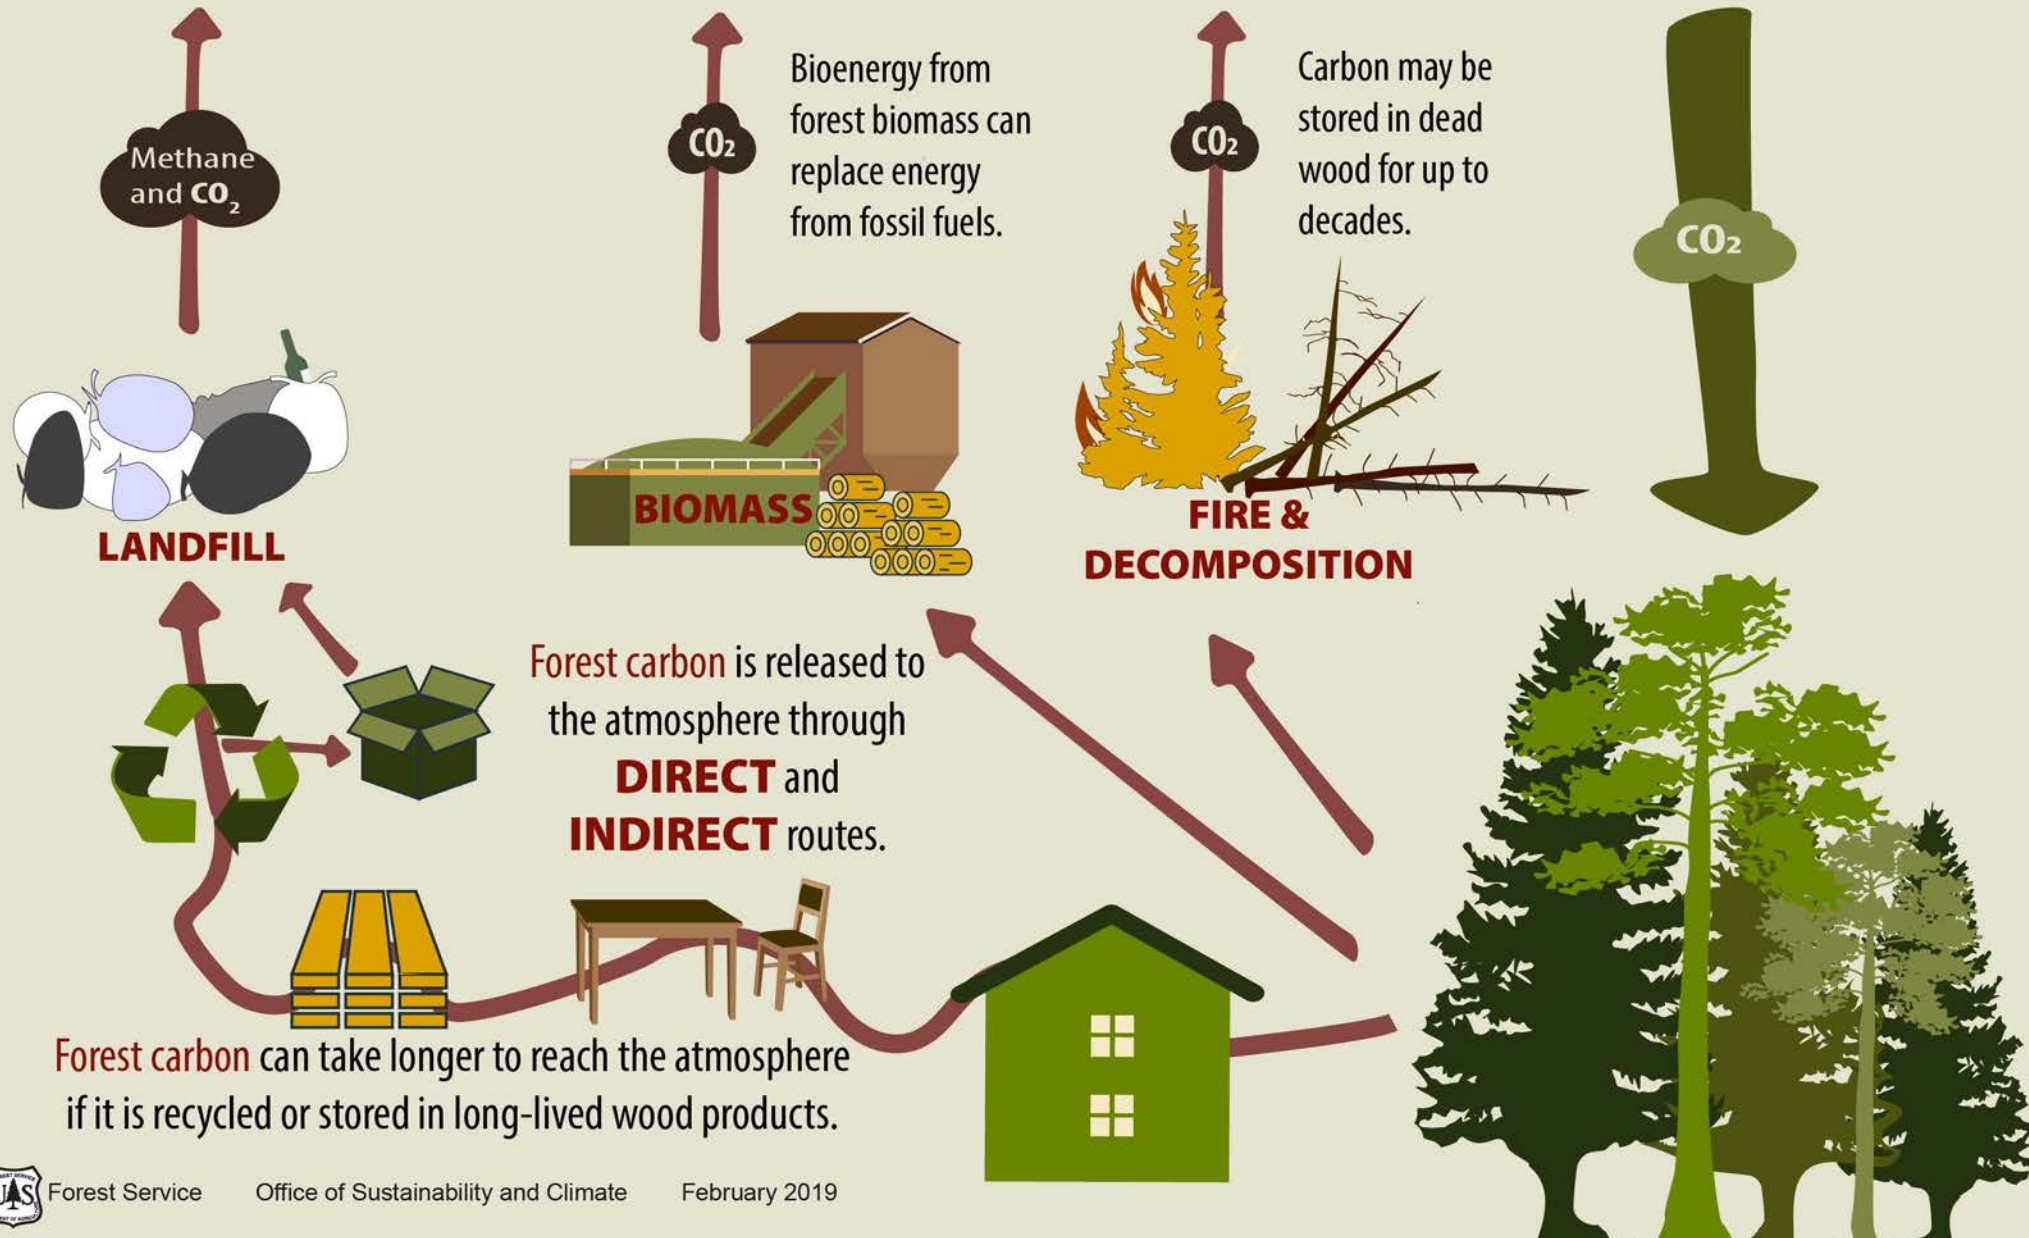 Methane
and CO₂
CO₂
Bioenergy from
forest biomass can
replace energy
from fossil fuels.
CO₂
Carbon may be
stored in dead
wood for up to
decades.
CO₂
LANDFILL
BIOMASS
FIRE &
DECOMPOSITION
Forest carbon is released to
the atmosphere through
DIRECT and
INDIRECT routes.
Forest carbon can take longer to reach the atmosphere
if it is recycled or stored in long-lived wood products.
Forest Service Office of Sustainability and Climate February 2019